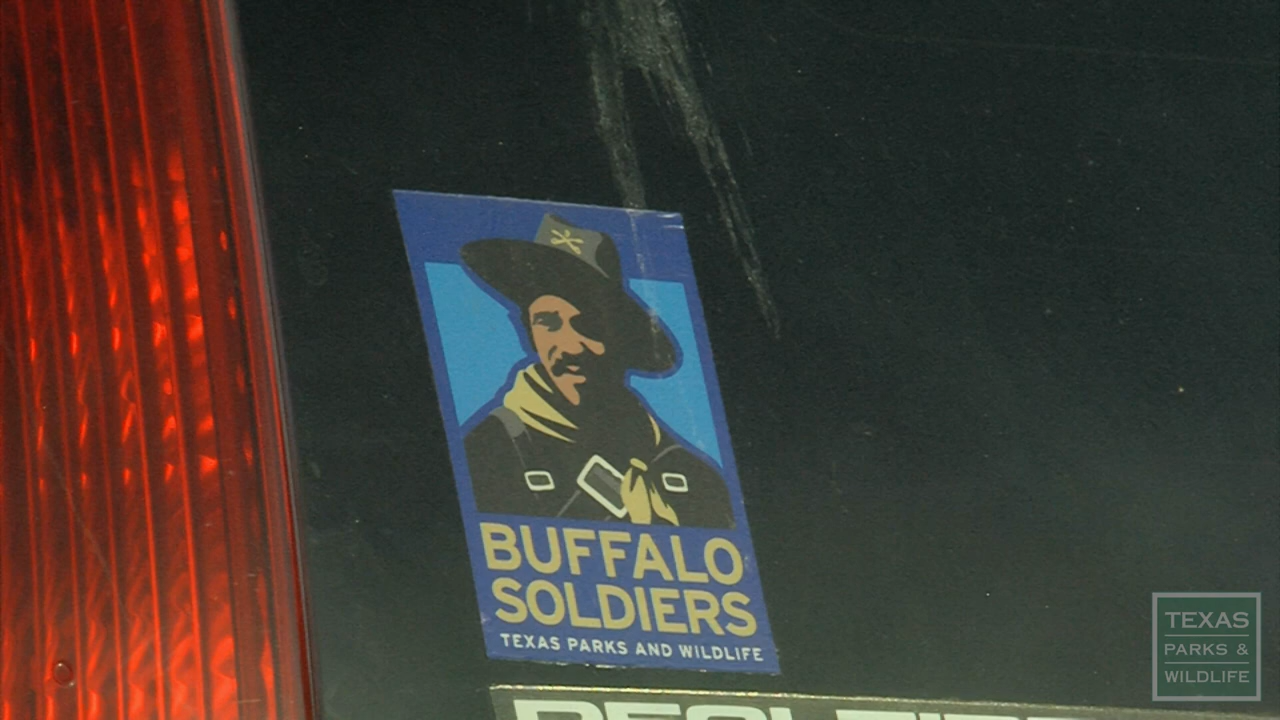 BUFFALO
SOLDIERS
TEXAS PARKS AND WILDLIFE
TEXAS
PARKS &
WILDLIFE